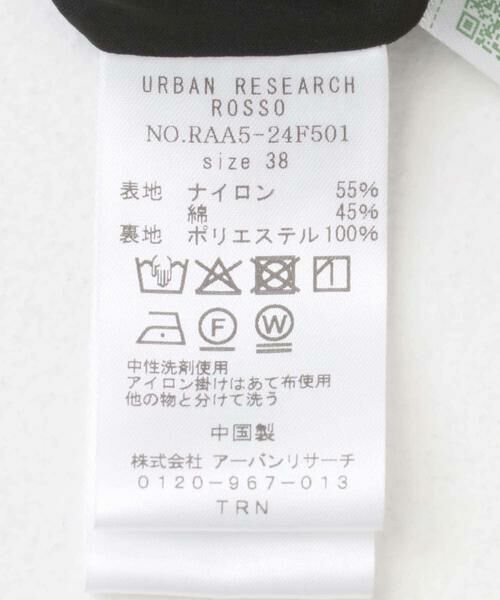 URBAN RESEARCH
ROSSO
NO.RAA5-24F501
size 38
表地 ナイロン 55%
綿 45%
裏地 ポリエステル 100%
F W
中性洗剤使用
アイロン掛けはあて布使用
他の物と分けて洗う
中国製
株式会社 アーバンリサーチ
0120-967-013
TRN